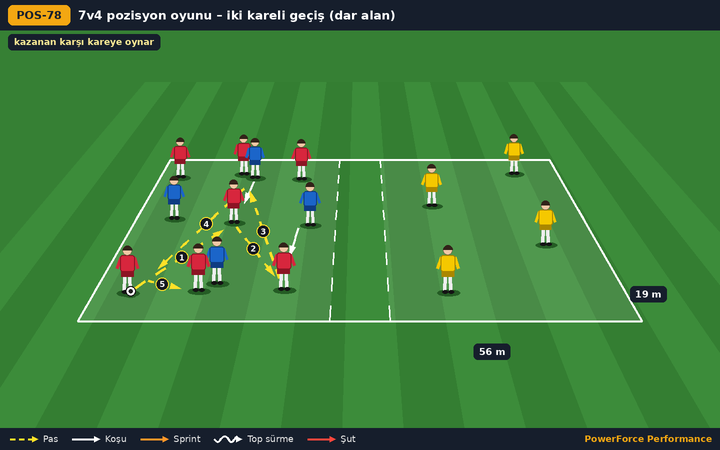 POS-78 7v4 pozisyon oyunu – iki kareli geçiş (dar alan)
kazanan karşı kareye oynar
4
3
1
2
5
19 m
56 m
Pas Koşu Sprint Top sürme Şut PowerForce Performance